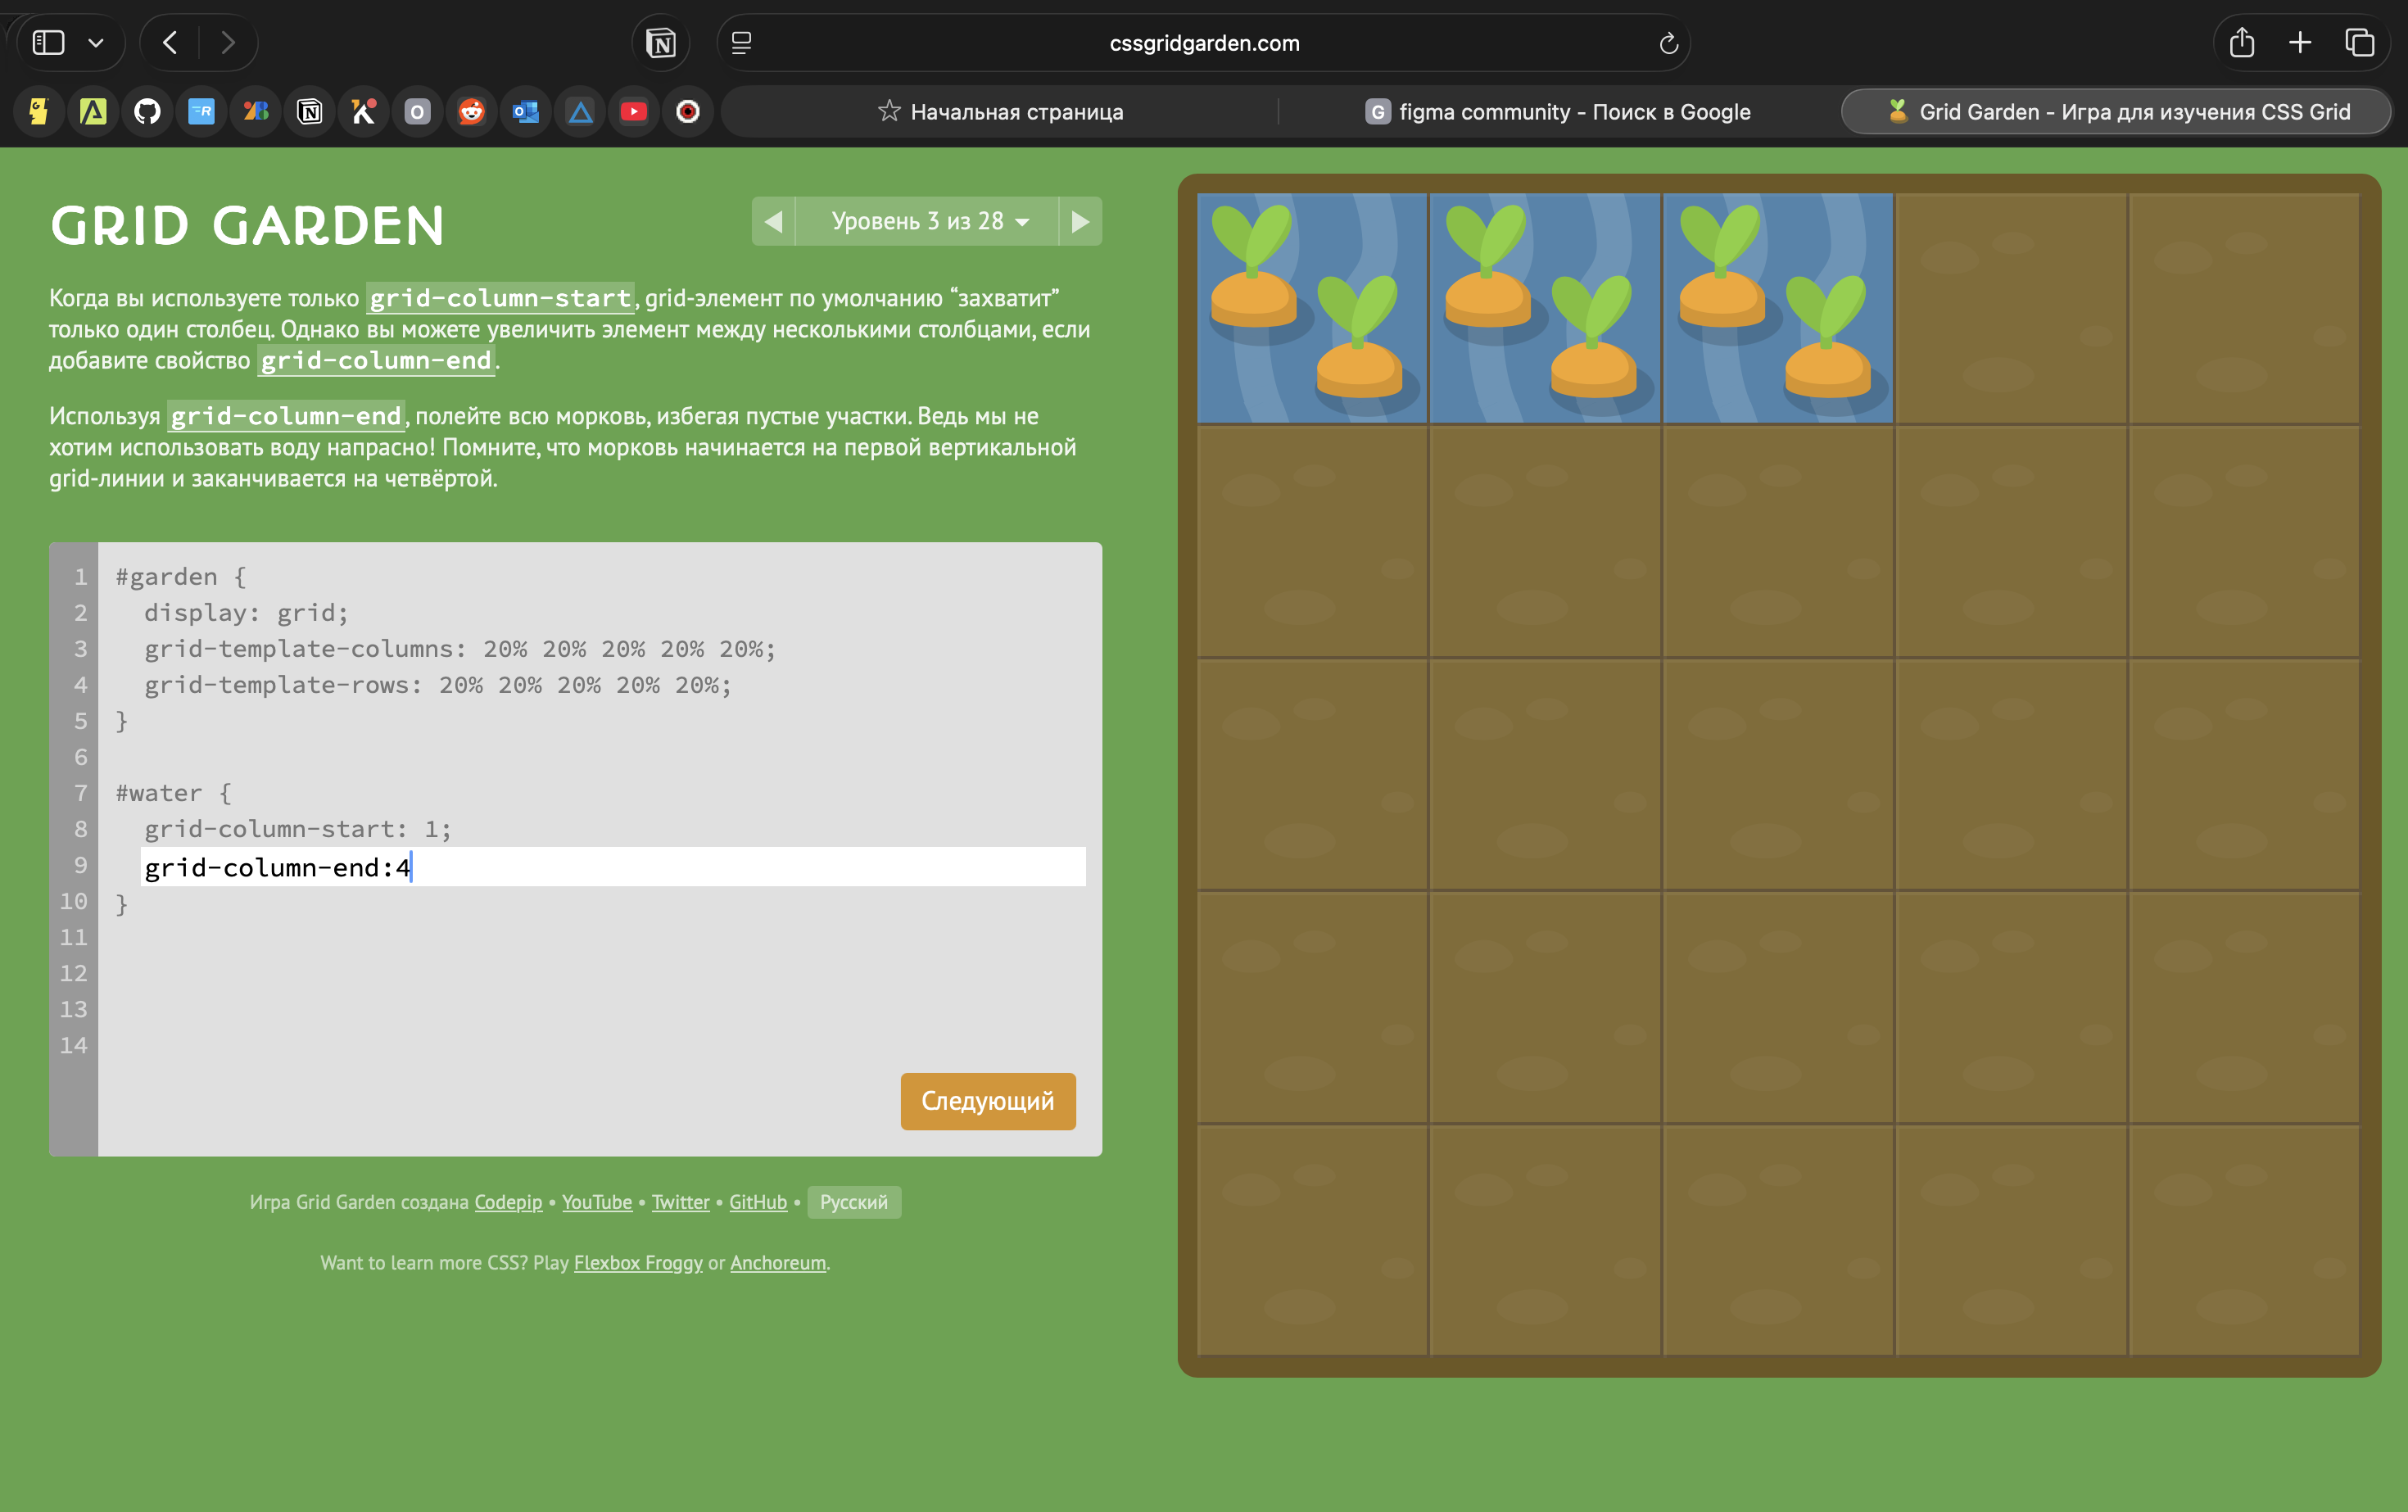 cssgridgarden.com
Начальная страница
G figma community - Поиск в Google
Grid Garden - Игра для изучения CSS Grid
GRID GARDEN
Уровень 3 из 28
Когда вы используете только grid-column-start, grid-элемент по умолчанию “захватит”
только один столбец. Однако вы можете увеличить элемент между несколькими столбцами, если
добавите свойство grid-column-end.
Используя grid-column-end, полейте всю морковь, избегая пустые участки. Ведь мы не
хотим использовать воду напрасно! Помните, что морковь начинается на первой вертикальной
grid-линии и заканчивается на четвёртой.
1 #garden {
2 display: grid;
3 grid-template-columns: 20% 20% 20% 20% 20%;
4 grid-template-rows: 20% 20% 20% 20% 20%;
5 }
6
7 #water {
8 grid-column-start: 1;
9 grid-column-end:4
10 }
11
12
13
14
Следующий
Игра Grid Garden создана Codepip • YouTube • Twitter • GitHub • Русский
Want to learn more CSS? Play Flexbox Froggy or Anchoreum.